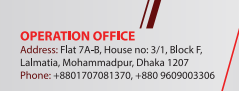 OPERATION OFFICE
Address: Flat 7A-B, House no: 3/1, Block F,
Lalmatia, Mohammadpur, Dhaka 1207
Phone: +8801707081370, +880 9609003306